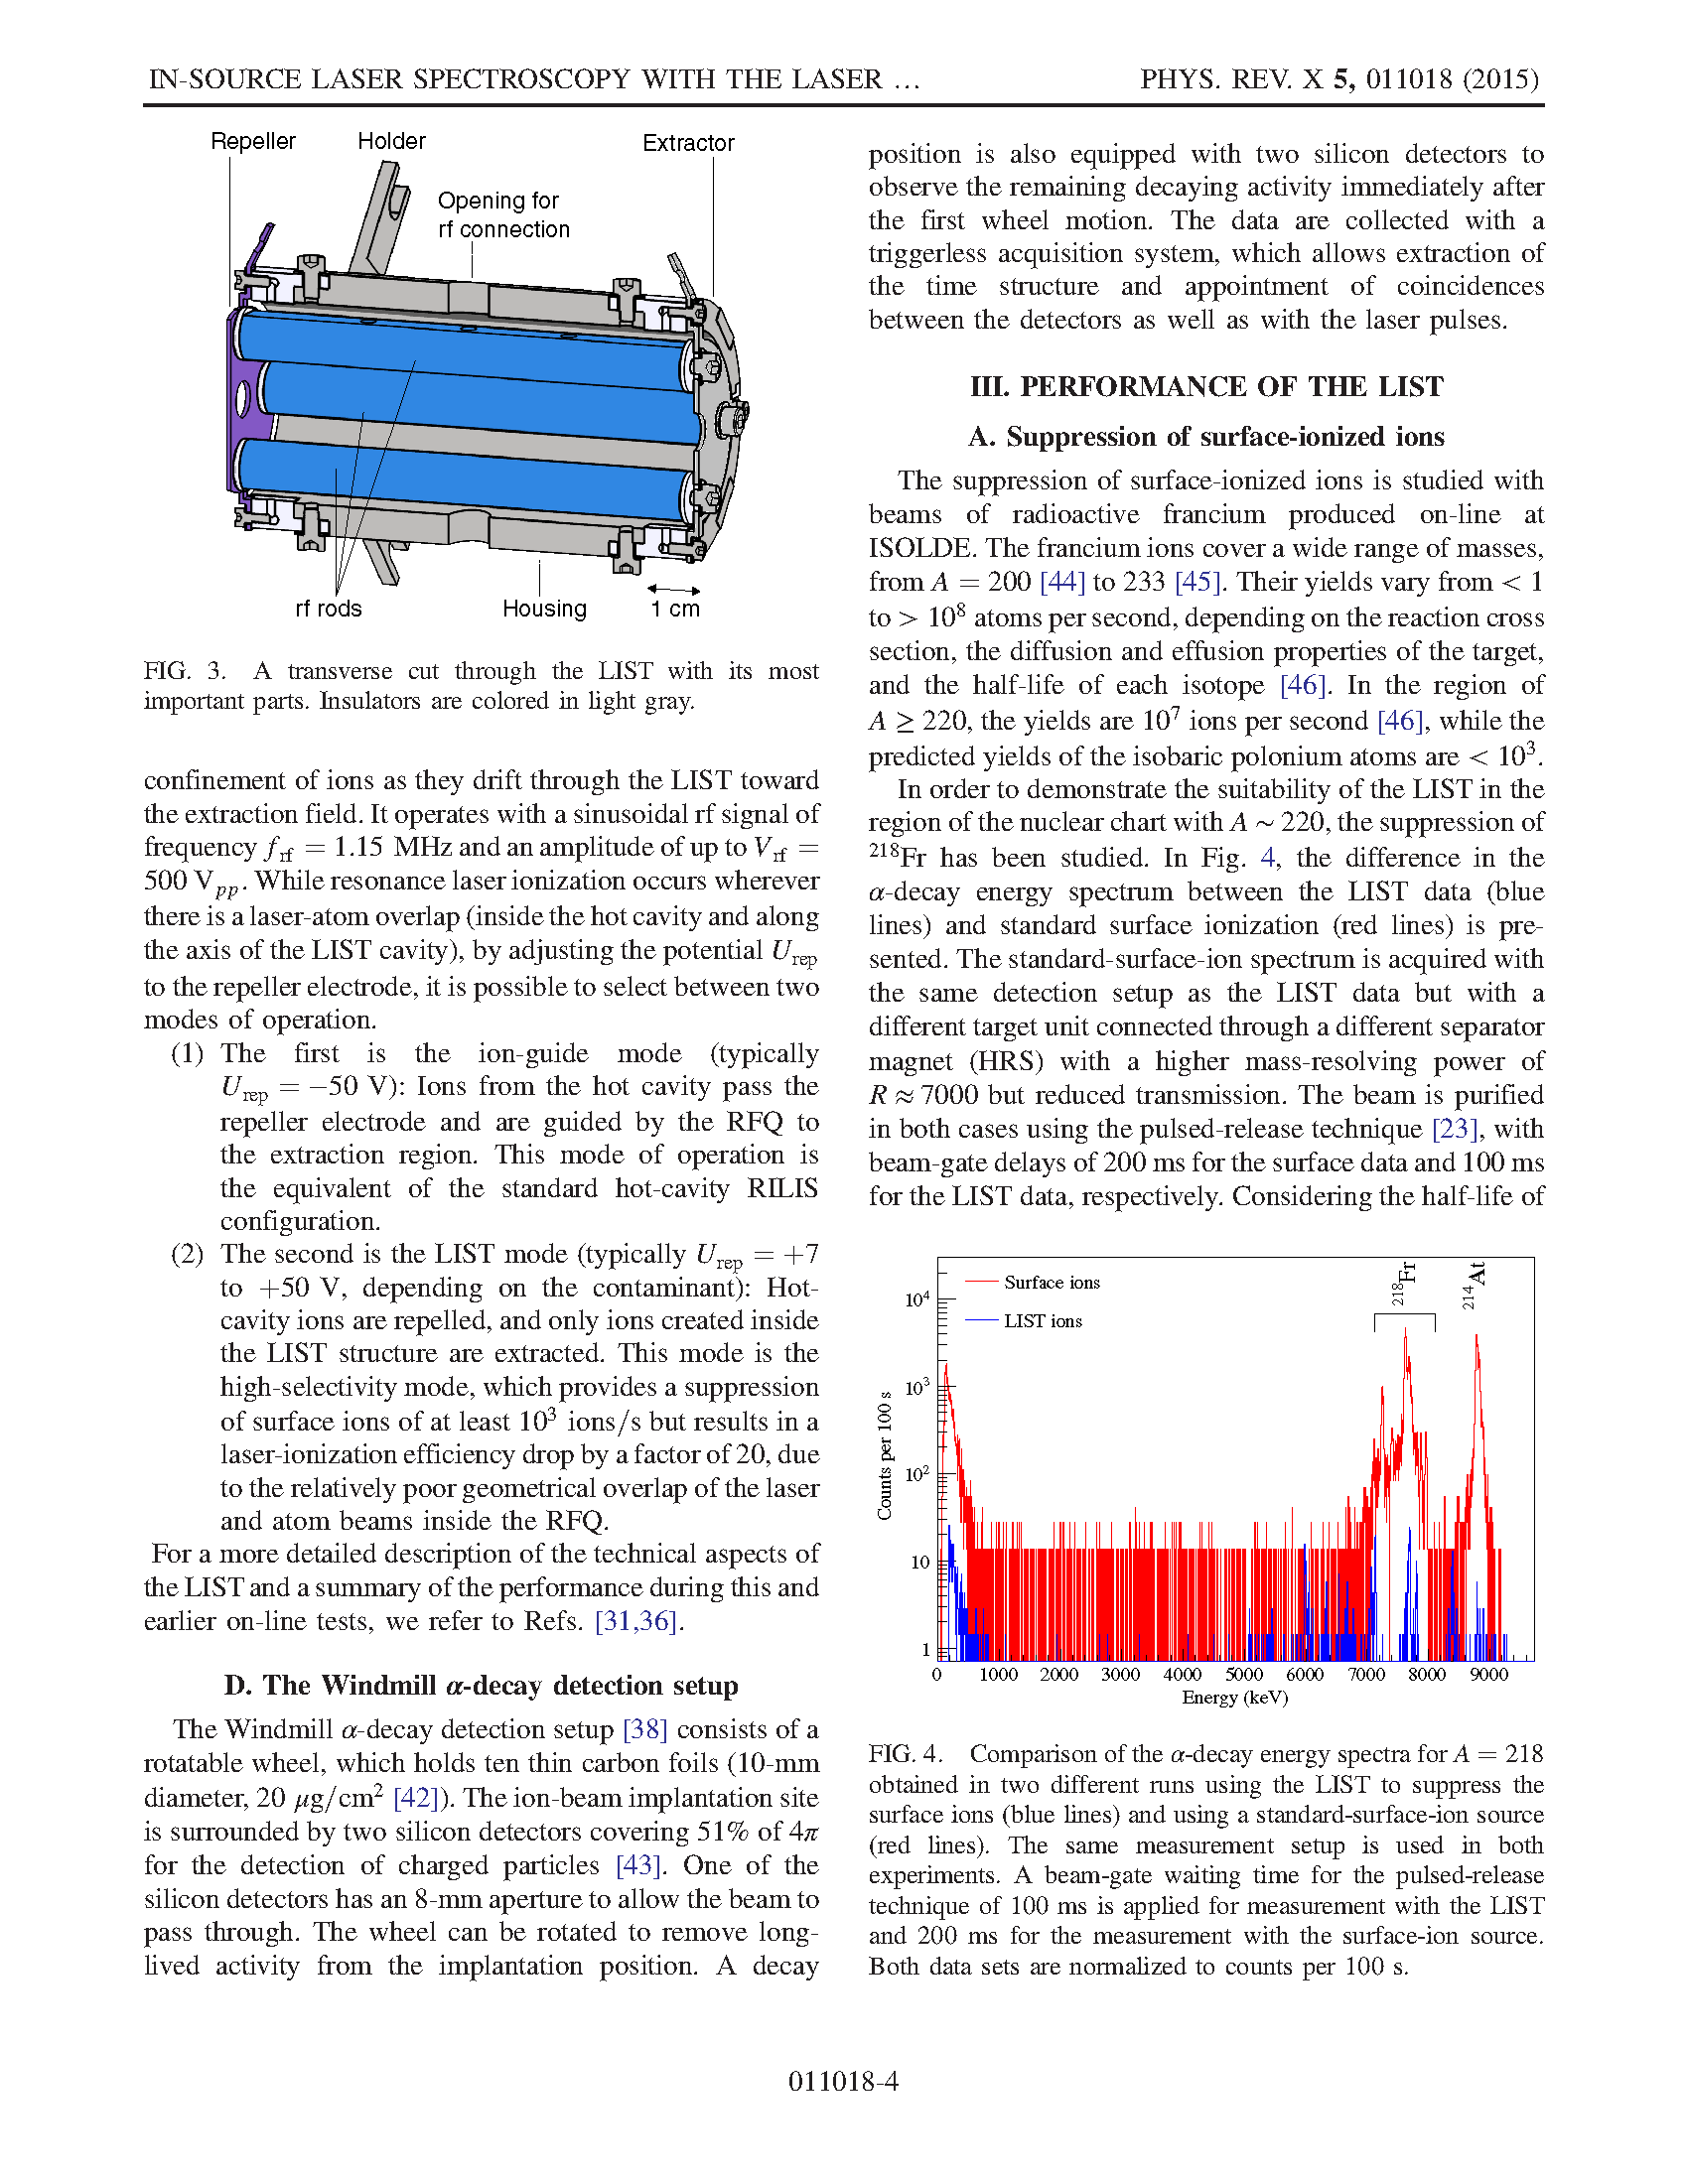 IN-SOURCE LASER SPECTROSCOPY WITH THE LASER …
PHYS. REV. X 5, 011018 (2015)
Repeller
Holder
Extractor
Opening for
rf connection
rf rods
Housing
1 cm
FIG. 3. A transverse cut through the LIST with its most
important parts. Insulators are colored in light gray.
confinement of ions as they drift through the LIST toward
the extraction field. It operates with a sinusoidal rf signal of
frequency f_rf = 1.15 MHz and an amplitude of up to V_rf =
500 V_pp. While resonance laser ionization occurs wherever
there is a laser-atom overlap (inside the hot cavity and along
the axis of the LIST cavity), by adjusting the potential U_rep
to the repeller electrode, it is possible to select between two
modes of operation.
(1) The first is the ion-guide mode (typically
U_rep = −50 V): Ions from the hot cavity pass the
repeller electrode and are guided by the RFQ to
the extraction region. This mode of operation is
the equivalent of the standard hot-cavity RILIS
configuration.
(2) The second is the LIST mode (typically U_rep = +7
to +50 V, depending on the contaminant): Hot-
cavity ions are repelled, and only ions created inside
the LIST structure are extracted. This mode is the
high-selectivity mode, which provides a suppression
of surface ions of at least 10³ ions/s but results in a
laser-ionization efficiency drop by a factor of 20, due
to the relatively poor geometrical overlap of the laser
and atom beams inside the RFQ.
For a more detailed description of the technical aspects of
the LIST and a summary of the performance during this and
earlier on-line tests, we refer to Refs. [31,36].
D. The Windmill α-decay detection setup
The Windmill α-decay detection setup [38] consists of a
rotatable wheel, which holds ten thin carbon foils (10-mm
diameter, 20 μg/cm² [42]). The ion-beam implantation site
is surrounded by two silicon detectors covering 51% of 4π
for the detection of charged particles [43]. One of the
silicon detectors has an 8-mm aperture to allow the beam to
pass through. The wheel can be rotated to remove long-
lived activity from the implantation position. A decay
position is also equipped with two silicon detectors to
observe the remaining decaying activity immediately after
the first wheel motion. The data are collected with a
triggerless acquisition system, which allows extraction of
the time structure and appointment of coincidences
between the detectors as well as with the laser pulses.
III. PERFORMANCE OF THE LIST
A. Suppression of surface-ionized ions
The suppression of surface-ionized ions is studied with
beams of radioactive francium produced on-line at
ISOLDE. The francium ions cover a wide range of masses,
from A = 200 [44] to 233 [45]. Their yields vary from < 1
to > 10⁸ atoms per second, depending on the reaction cross
section, the diffusion and effusion properties of the target,
and the half-life of each isotope [46]. In the region of
A ≥ 220, the yields are 10⁷ ions per second [46], while the
predicted yields of the isobaric polonium atoms are < 10³.
In order to demonstrate the suitability of the LIST in the
region of the nuclear chart with A ~ 220, the suppression of
²¹⁸Fr has been studied. In Fig. 4, the difference in the
α-decay energy spectrum between the LIST data (blue
lines) and standard surface ionization (red lines) is pre-
sented. The standard-surface-ion spectrum is acquired with
the same detection setup as the LIST data but with a
different target unit connected through a different separator
magnet (HRS) with a higher mass-resolving power of
R ≈ 7000 but reduced transmission. The beam is purified
in both cases using the pulsed-release technique [23], with
beam-gate delays of 200 ms for the surface data and 100 ms
for the LIST data, respectively. Considering the half-life of
Surface ions
LIST ions
²¹⁸Fr
²¹⁴At
Counts per 100 s
10⁴
10³
10²
10
1
0 1000 2000 3000 4000 5000 6000 7000 8000 9000
Energy (keV)
FIG. 4. Comparison of the α-decay energy spectra for A = 218
obtained in two different runs using the LIST to suppress the
surface ions (blue lines) and using a standard-surface-ion source
(red lines). The same measurement setup is used in both
experiments. A beam-gate waiting time for the pulsed-release
technique of 100 ms is applied for measurement with the LIST
and 200 ms for the measurement with the surface-ion source.
Both data sets are normalized to counts per 100 s.
011018-4